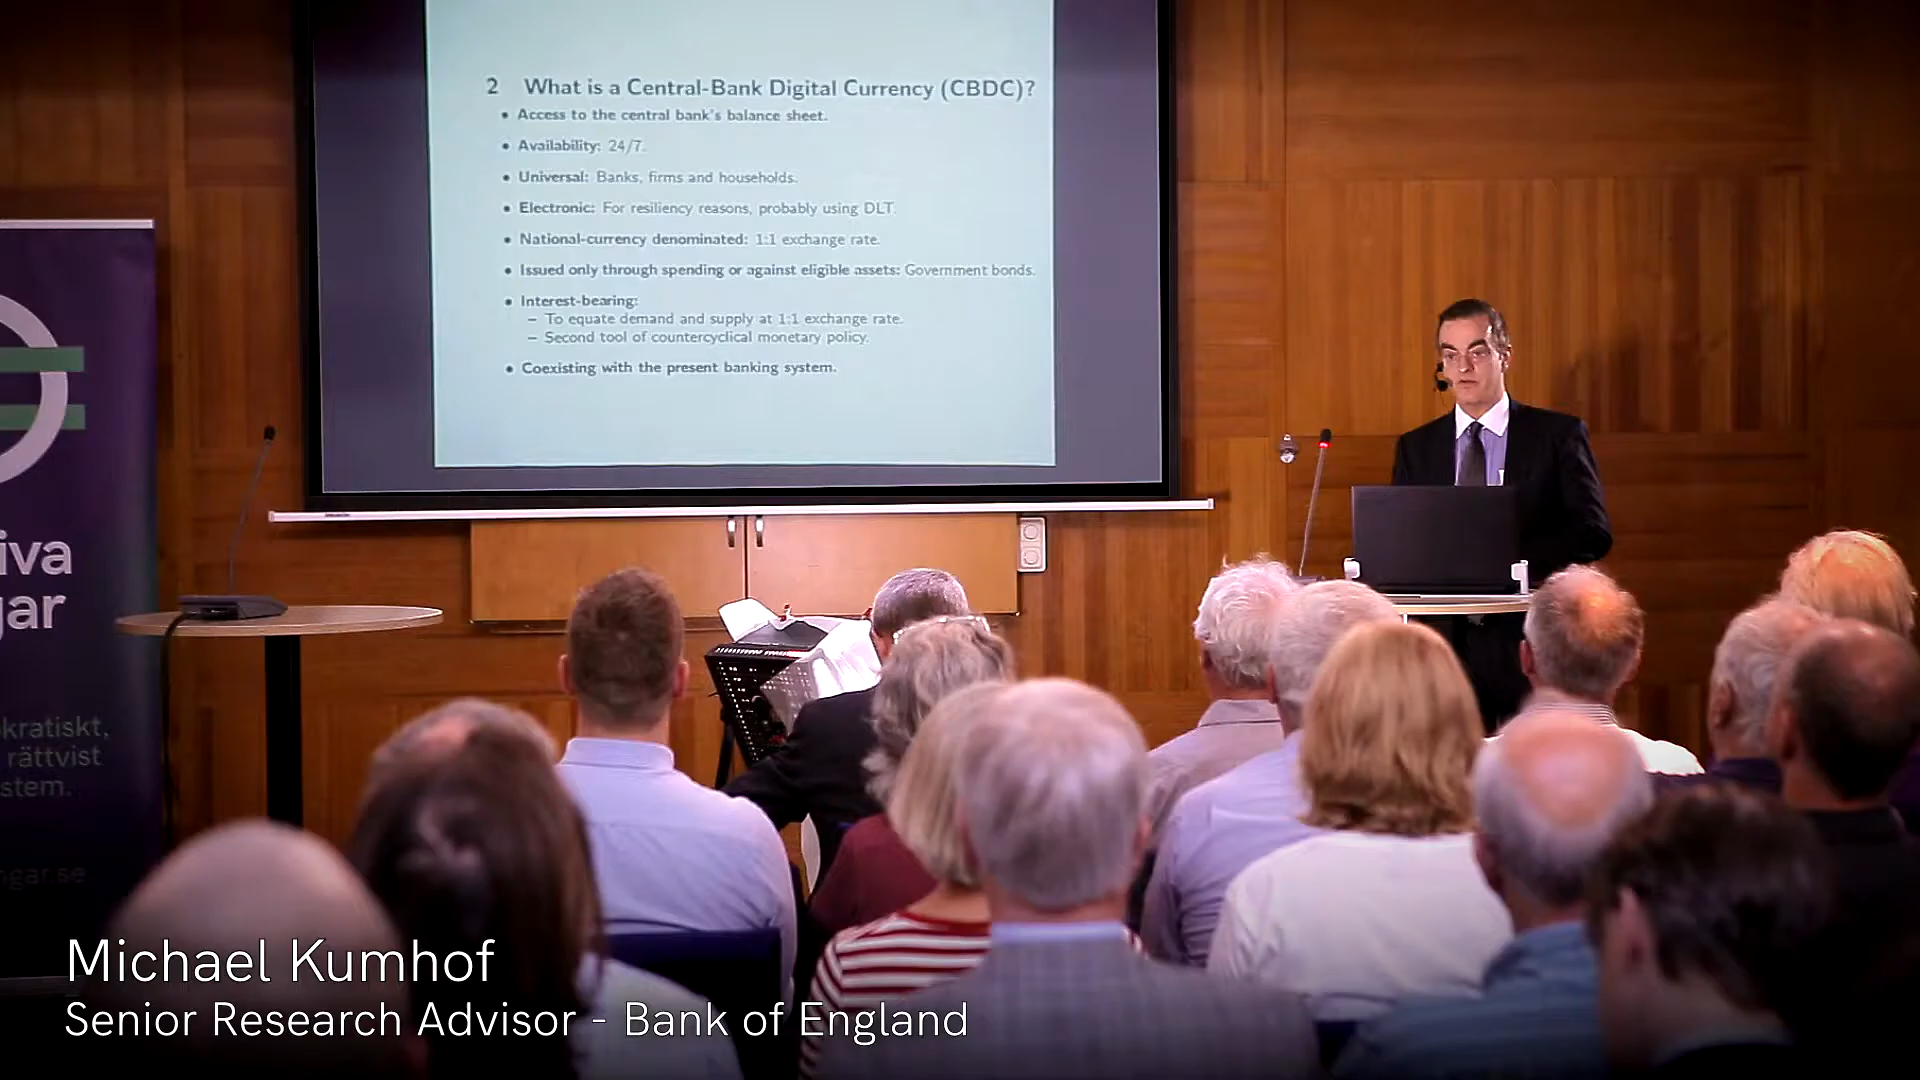 2 What is a Central-Bank Digital Currency (CBDC)?
• Access to the central bank's balance sheet.
• Availability: 24/7.
• Universal: Banks, firms and households.
• Electronic: For resiliency reasons, probably using DLT.
• National-currency denominated: 1:1 exchange rate.
• Issued only through spending or against eligible assets: Government bonds.
• Interest-bearing:
– To equate demand and supply at 1:1 exchange rate.
– Second tool of countercyclical monetary policy.
• Coexisting with the present banking system.
iva
gar
okratiskt,
rättvist
stem.
ngar.se
Michael Kumhof
Senior Research Advisor - Bank of England